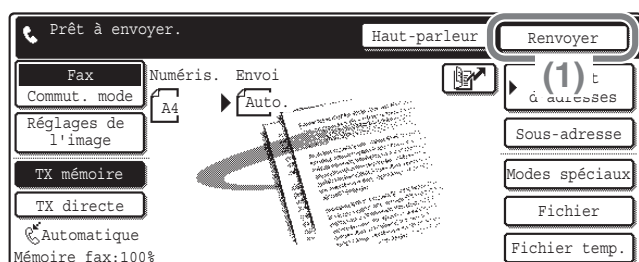 Prêt à envoyer.
Haut-parleur
Renvoyer
Fax
Commut. mode
Numéris.
Envoi
A4
Auto.
(1)
t
d'adresses
Réglages de
l'image
Sous-adresse
TX mémoire
Modes spéciaux
TX directe
Fichier
Automatique
Mémoire fax:100%
Fichier temp.